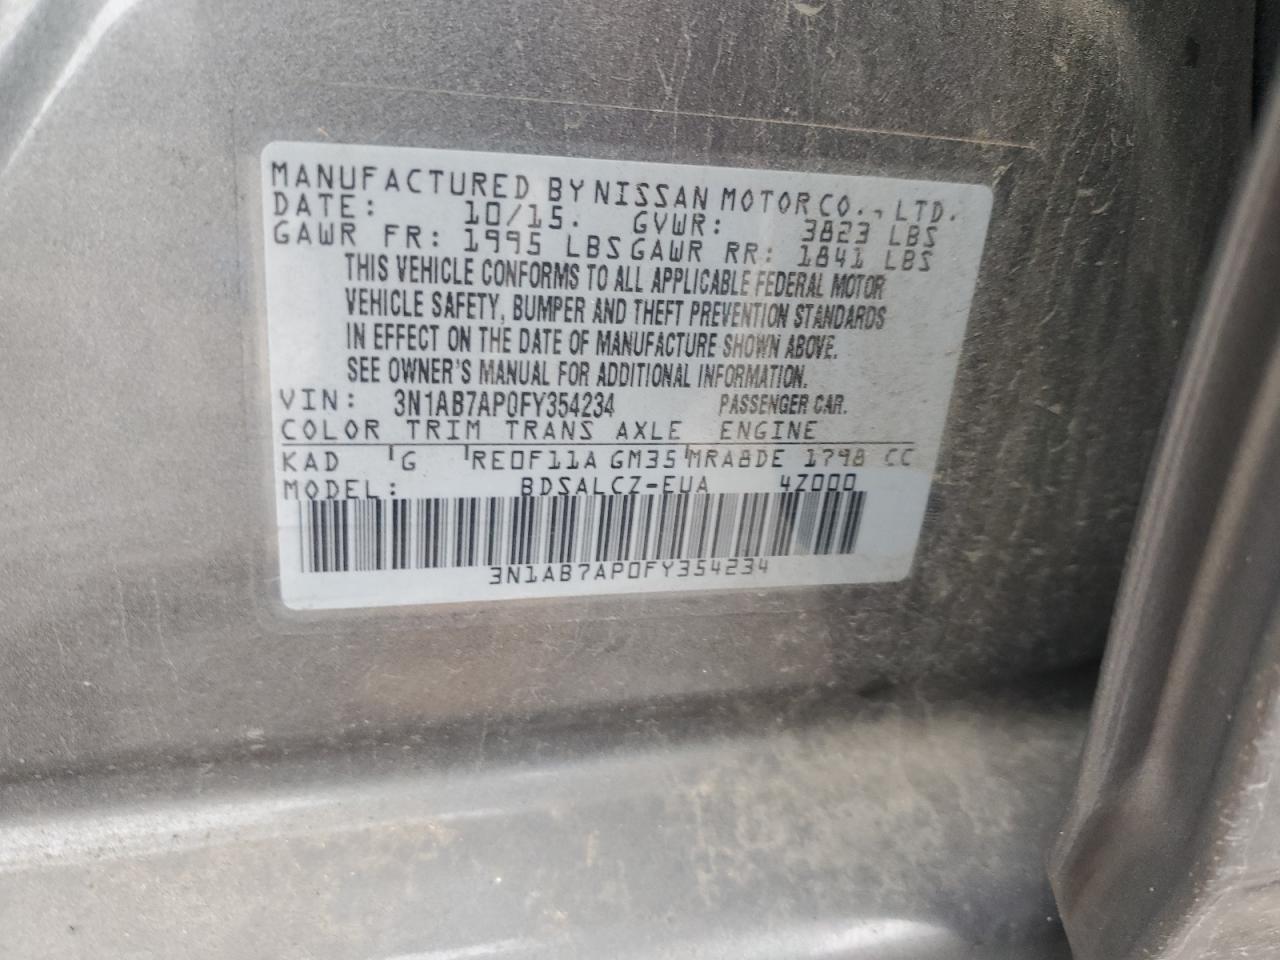 MANUFACTURED BY NISSAN MOTOR CO., LTD.
DATE: 10/15. GVWR: 3823 LBS
GAWR FR: 1995 LBS GAWR RR: 1841 LBS
THIS VEHICLE CONFORMS TO ALL APPLICABLE FEDERAL MOTOR
VEHICLE SAFETY, BUMPER AND THEFT PREVENTION STANDARDS
IN EFFECT ON THE DATE OF MANUFACTURE SHOWN ABOVE.
SEE OWNER'S MANUAL FOR ADDITIONAL INFORMATION.
VIN: 3N1AB7AP0FY354234 PASSENGER CAR.
COLOR TRIM TRANS AXLE ENGINE
KAD G RE0F11A GM35 MRA8DE 1798 CC
MODEL: BDSALCZ-EUA 4Z000
3N1AB7AP0FY354234